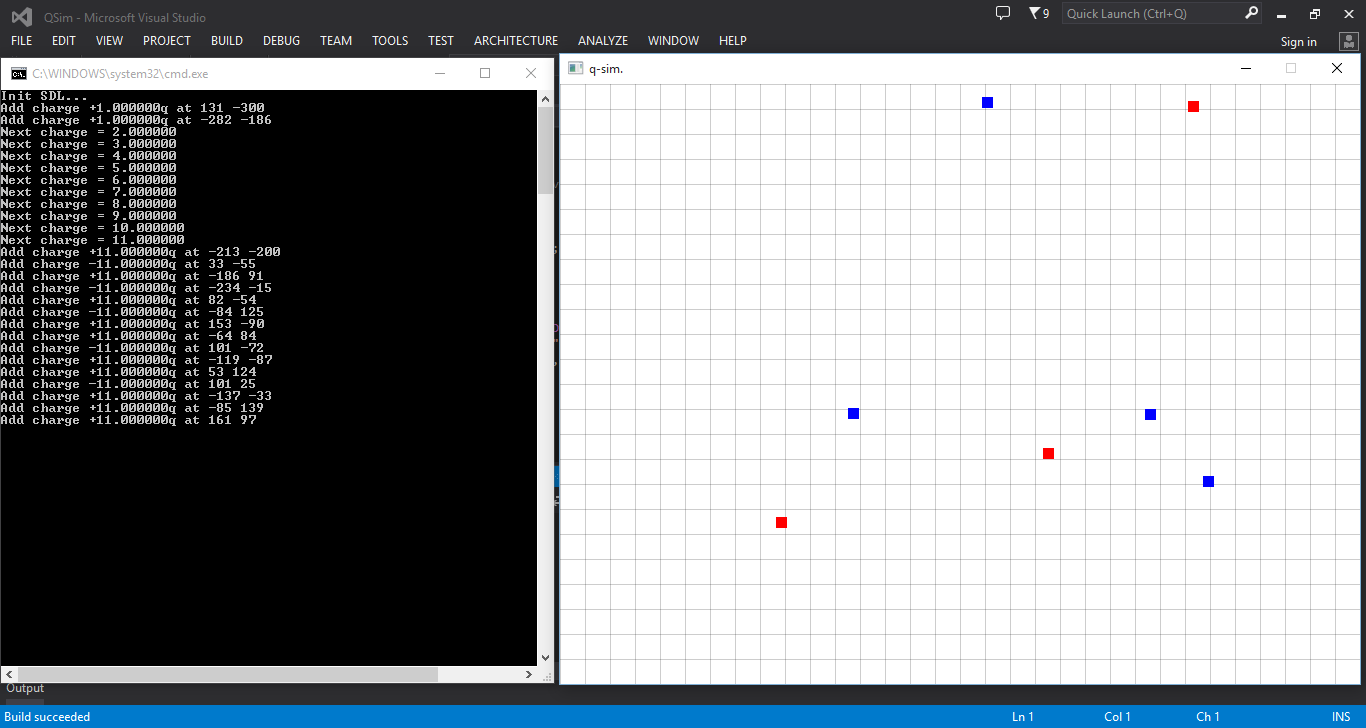 QSim - Microsoft Visual Studio
9
Quick Launch (Ctrl+Q)
FILE EDIT VIEW PROJECT BUILD DEBUG TEAM TOOLS TEST ARCHITECTURE ANALYZE WINDOW HELP
Sign in
C:\WINDOWS\system32\cmd.exe
q-sim.
Init SDL...
Add charge +1.000000q at 131 -300
Add charge +1.000000q at -282 -186
Next charge = 2.000000
Next charge = 3.000000
Next charge = 4.000000
Next charge = 5.000000
Next charge = 6.000000
Next charge = 7.000000
Next charge = 8.000000
Next charge = 9.000000
Next charge = 10.000000
Next charge = 11.000000
Add charge +11.000000q at -213 -200
Add charge -11.000000q at 33 -55
Add charge +11.000000q at -186 91
Add charge -11.000000q at -234 -15
Add charge +11.000000q at 82 -54
Add charge -11.000000q at -84 125
Add charge +11.000000q at 153 -90
Add charge +11.000000q at -64 84
Add charge -11.000000q at 101 -72
Add charge +11.000000q at -119 -87
Add charge +11.000000q at 53 124
Add charge -11.000000q at 101 25
Add charge +11.000000q at -137 -33
Add charge +11.000000q at -85 139
Add charge +11.000000q at 161 97
Output
Build succeeded
Ln 1
Col 1
Ch 1
INS